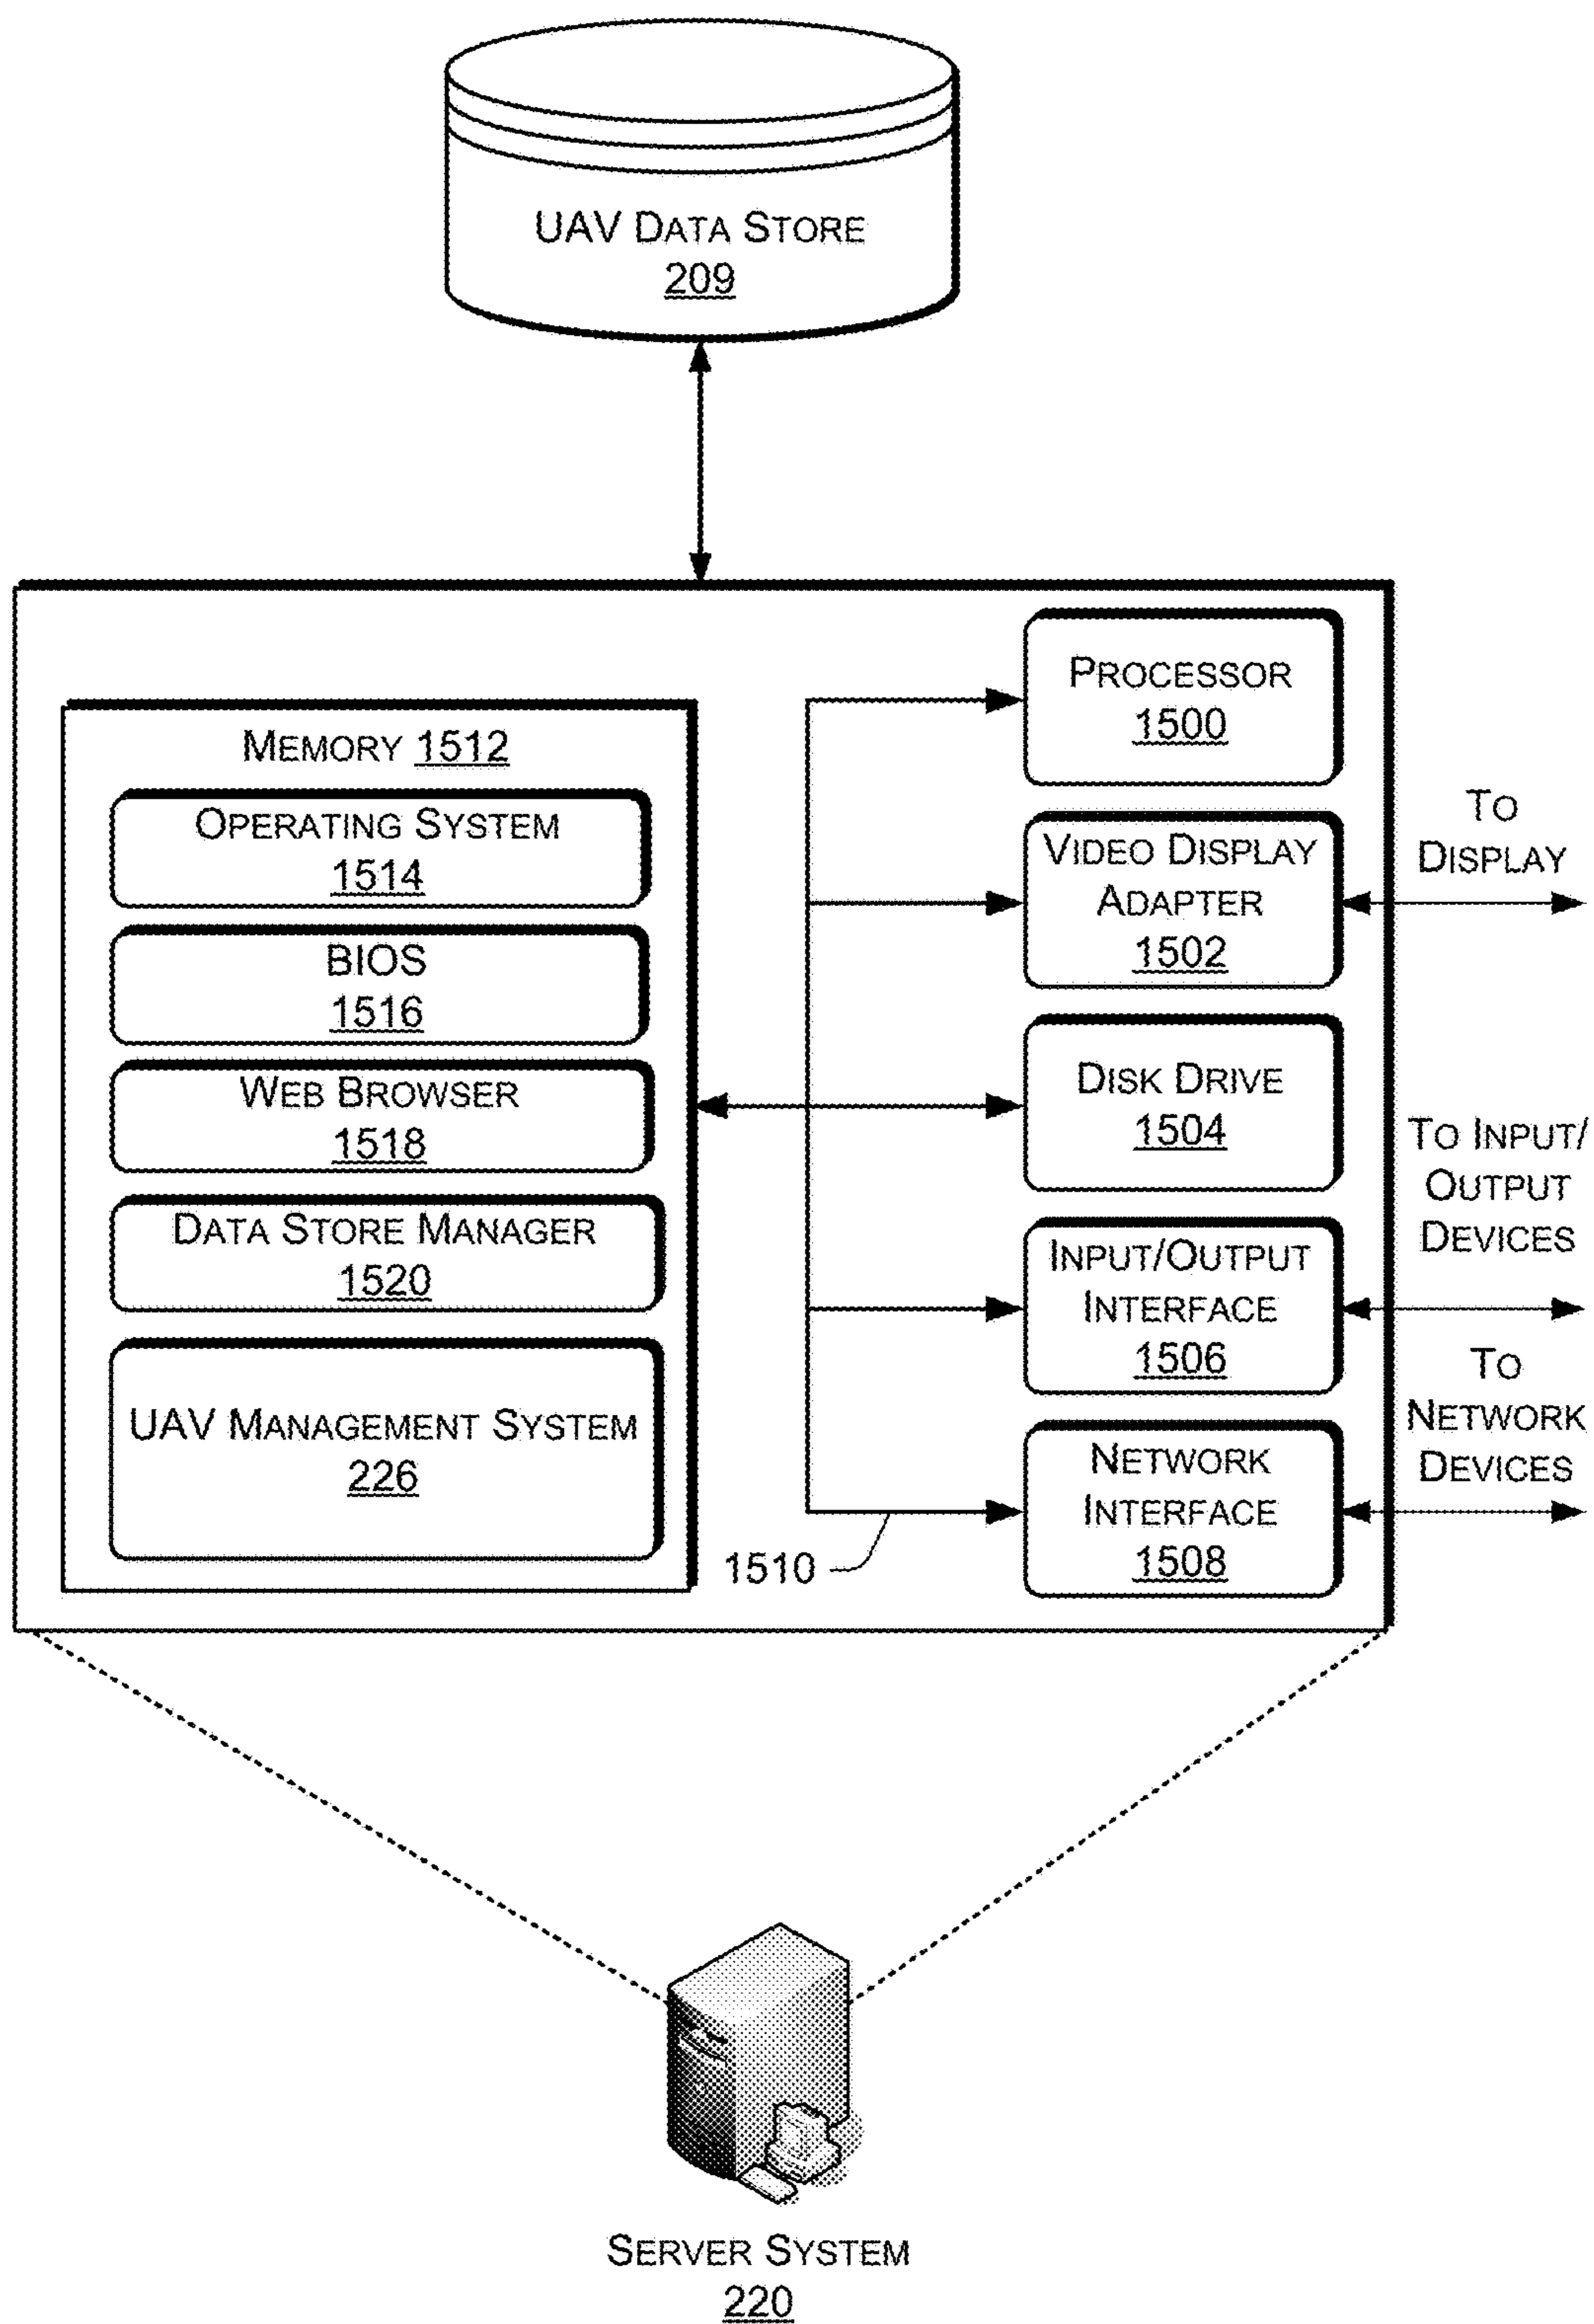 UAV DATA STORE
209
MEMORY 1512
OPERATING SYSTEM
1514
BIOS
1516
WEB BROWSER
1518
DATA STORE MANAGER
1520
UAV MANAGEMENT SYSTEM
226
PROCESSOR
1500
VIDEO DISPLAY
ADAPTER
1502
DISK DRIVE
1504
INPUT/OUTPUT
INTERFACE
1506
NETWORK
INTERFACE
1508
1510
TO
DISPLAY
TO INPUT/
OUTPUT
DEVICES
TO
NETWORK
DEVICES
SERVER SYSTEM
220